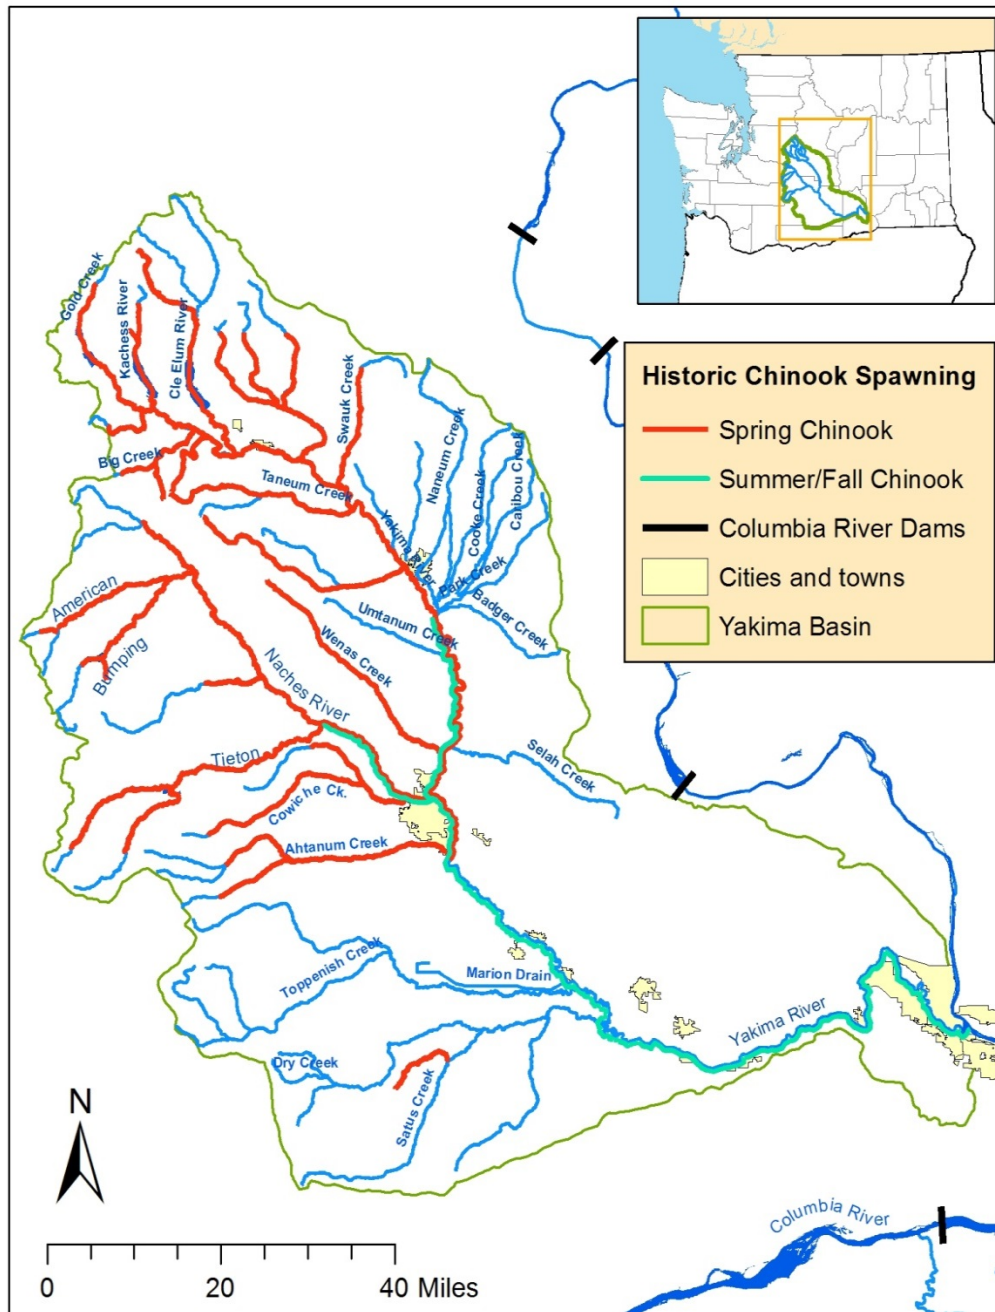 Historic Chinook Spawning
Spring Chinook
Summer/Fall Chinook
Columbia River Dams
Cities and towns
Yakima Basin
Gold Creek
Kachess River
Cle Elum River
Swauk Creek
Naneum Creek
Cooke Creek
Caribou Creek
Big Creek
Taneum Creek
Yakima River
Park Creek
Badger Creek
American
Umtanum Creek
Bumping
Wenas Creek
Naches River
Tieton
Selah Creek
Cowiche Ck.
Ahtanum Creek
Toppenish Creek
Marion Drain
Yakima River
Dry Creek
Satus Creek
N
Columbia River
0 20 40 Miles